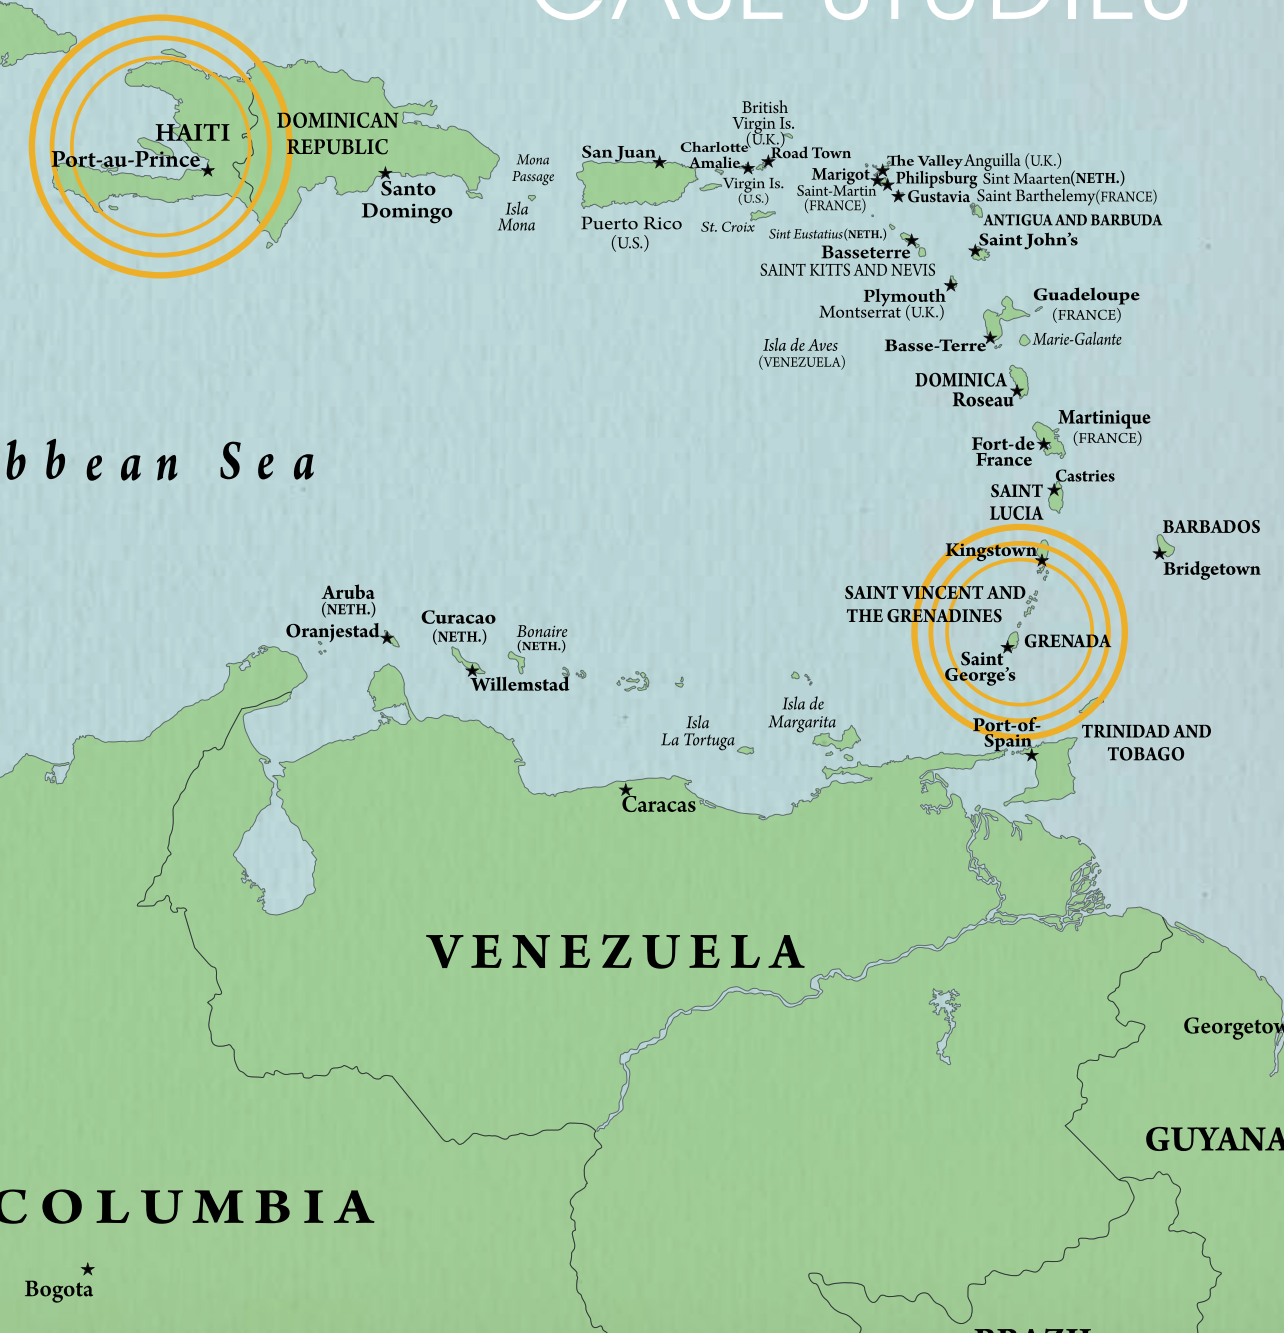 CASE STUDIES
HAITI
Port-au-Prince
DOMINICAN
REPUBLIC
Santo
Domingo
Mona
Passage
Isla
Mona
San Juan
Puerto Rico
(U.S.)
British
Virgin Is.
(U.K.)
Charlotte
Amalie
Road Town
Virgin Is.
(U.S.)
St. Croix
The Valley Anguilla (U.K.)
Marigot
Saint-Martin
(FRANCE)
Philipsburg Sint Maarten(NETH.)
Gustavia Saint Barthelemy(FRANCE)
Sint Eustatius(NETH.)
ANTIGUA AND BARBUDA
Saint John's
Basseterre
SAINT KITTS AND NEVIS
Plymouth
Montserrat (U.K.)
Guadeloupe
(FRANCE)
Marie-Galante
Basse-Terre
Isla de Aves
(VENEZUELA)
DOMINICA
Roseau
Martinique
(FRANCE)
Fort-de
France
Castries
SAINT
LUCIA
bbean Sea
BARBADOS
Bridgetown
Kingstown
SAINT VINCENT AND
THE GRENADINES
GRENADA
Saint
George's
Aruba
(NETH.)
Oranjestad
Curacao
(NETH.)
Willemstad
Bonaire
(NETH.)
Isla
La Tortuga
Isla de
Margarita
Port-of-
Spain
TRINIDAD AND
TOBAGO
Caracas
VENEZUELA
Georgetow
GUYANA
COLUMBIA
Bogota
BRAZIL